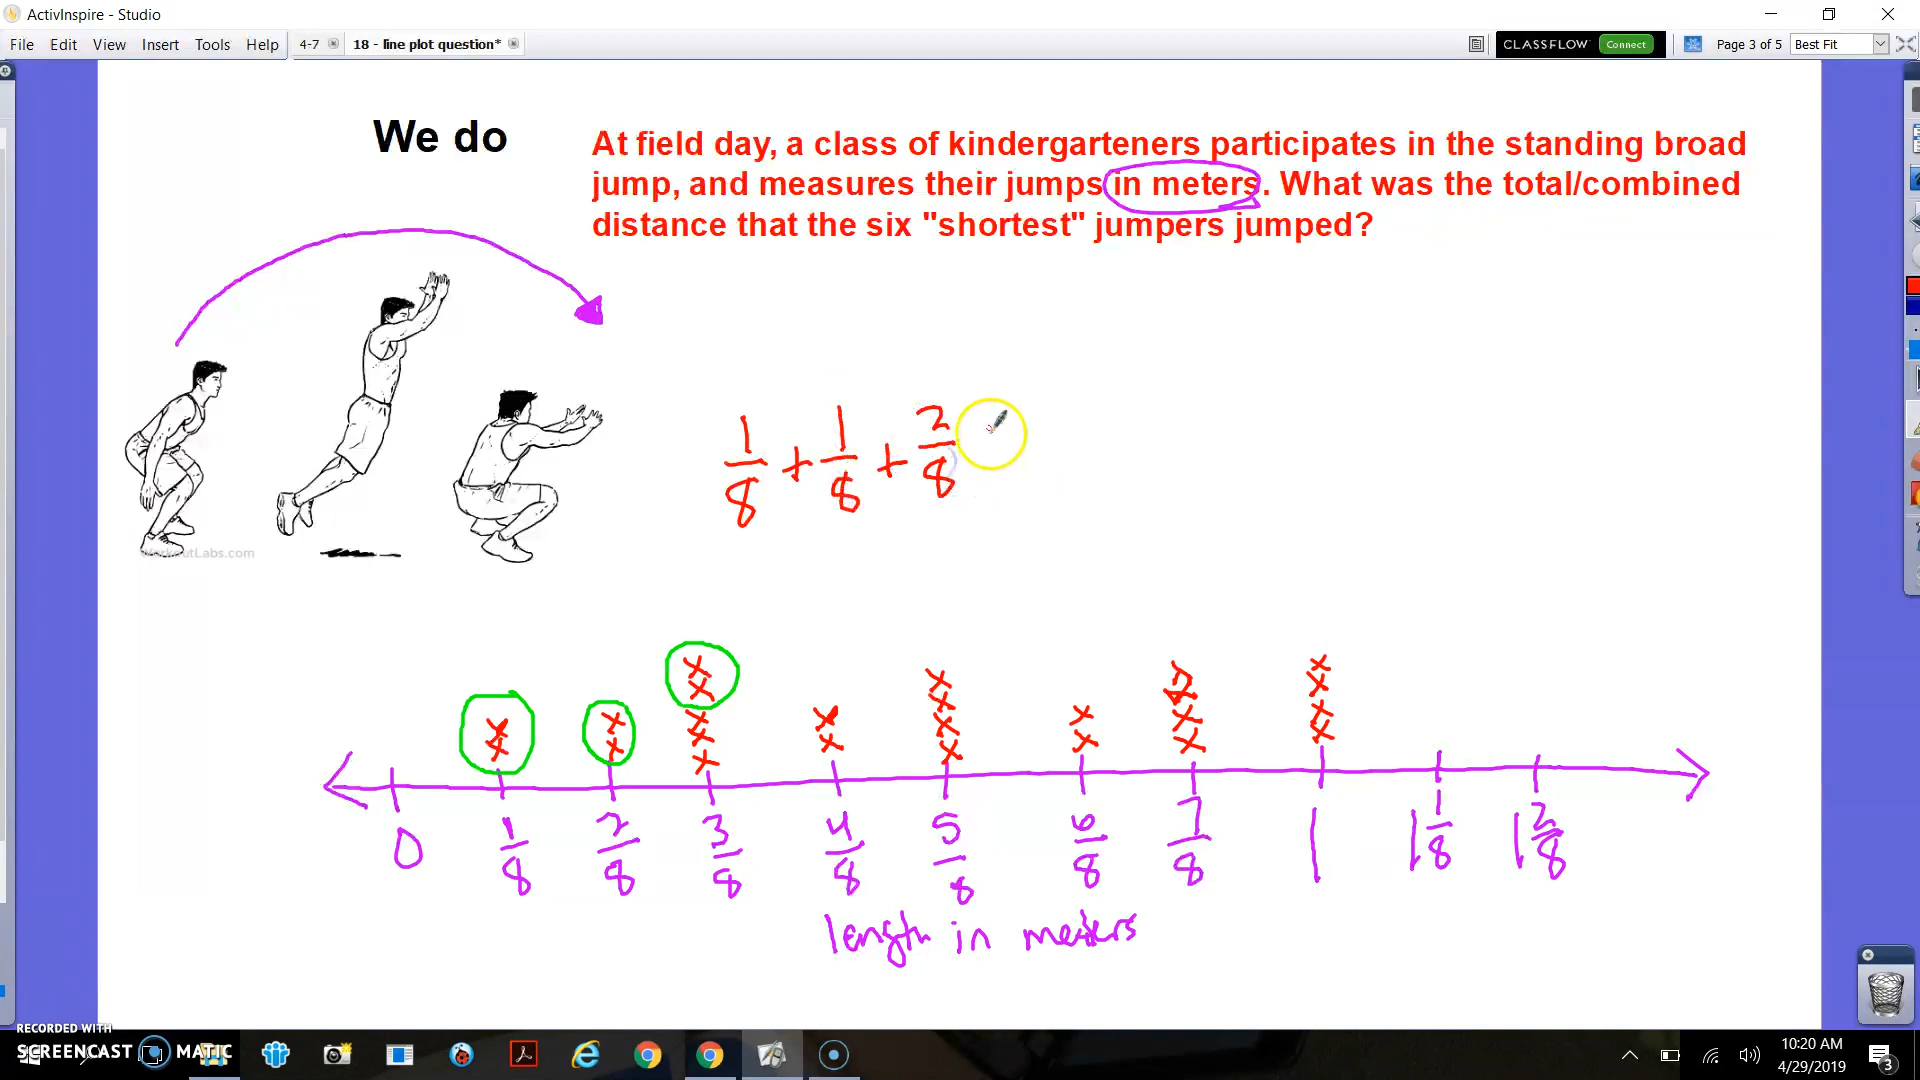 ActivInspire - Studio
File Edit View Insert Tools Help 4-7 18 - line plot question* CLASSFLOW Connect Page 3 of 5 Best Fit
We do
At field day, a class of kindergarteners participates in the standing broad
jump, and measures their jumps in meters. What was the total/combined
distance that the six "shortest" jumpers jumped?
1/8 + 1/8 + 2/8
WorkoutLabs.com
0 1/8 2/8 3/8 4/8 5/8 6/8 7/8 1 1 1/8 1 2/8
length in meters
RECORDED WITH
SCREENCAST MATIC
10:20 AM
4/29/2019
3